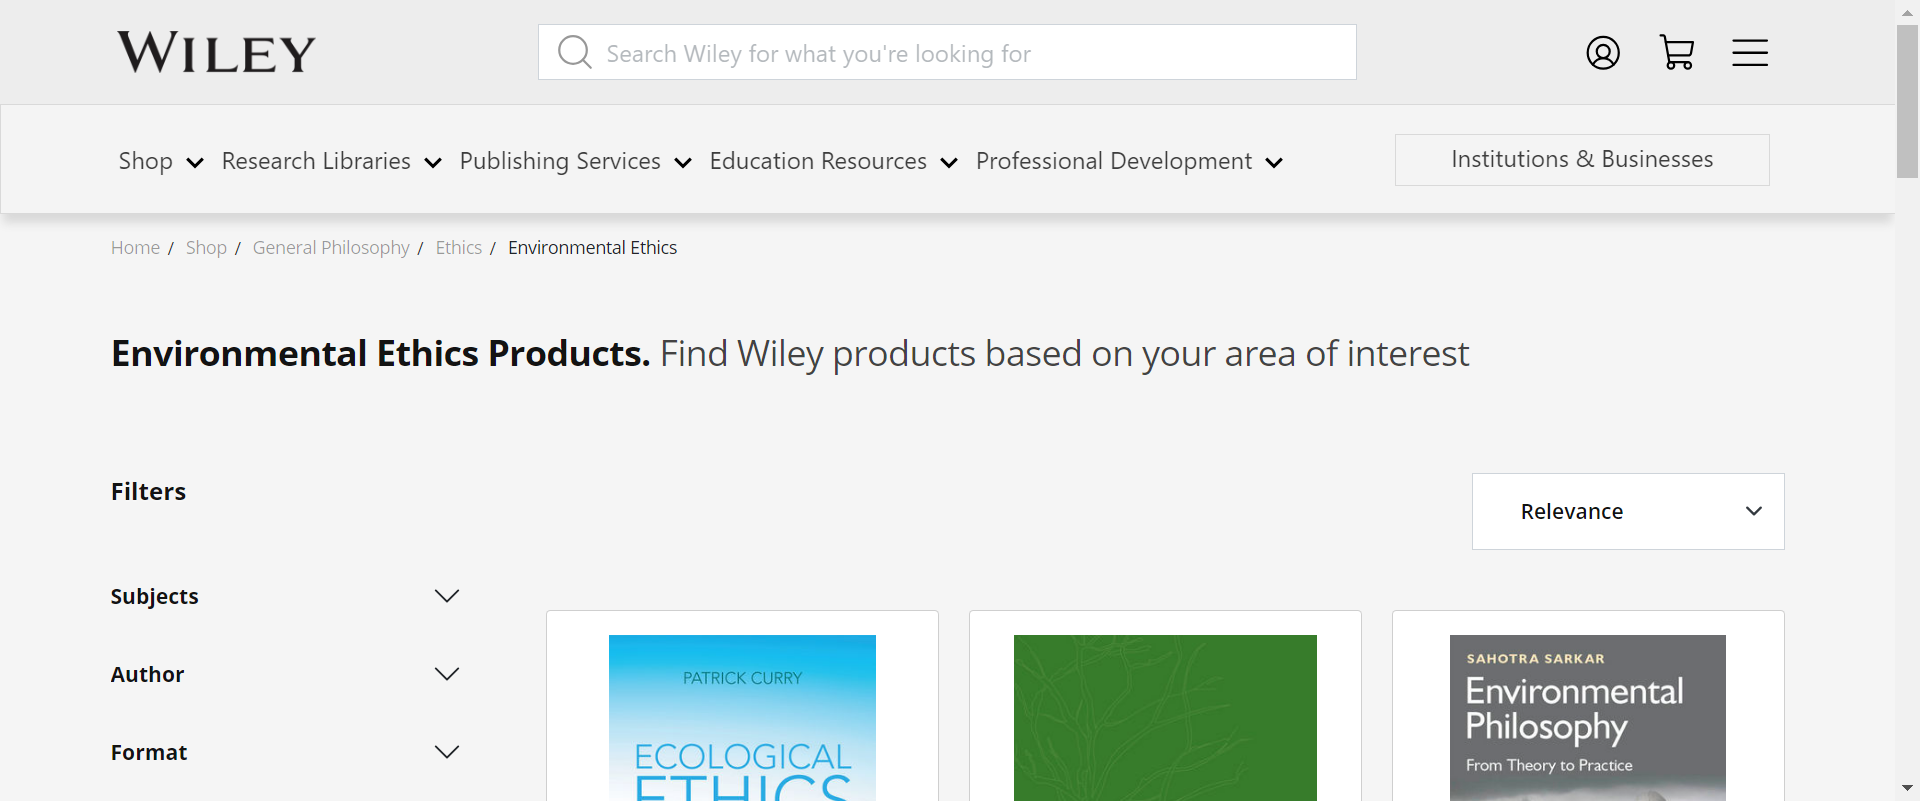 WILEY
Search Wiley for what you're looking for
Shop Research Libraries Publishing Services Education Resources Professional Development Institutions & Businesses
Home / Shop / General Philosophy / Ethics / Environmental Ethics
Environmental Ethics Products. Find Wiley products based on your area of interest
Filters
Relevance
Subjects
Author
Format
PATRICK CURRY
ECOLOGICAL
ETHICS
SAHOTRA SARKAR
Environmental
Philosophy
From Theory to Practice